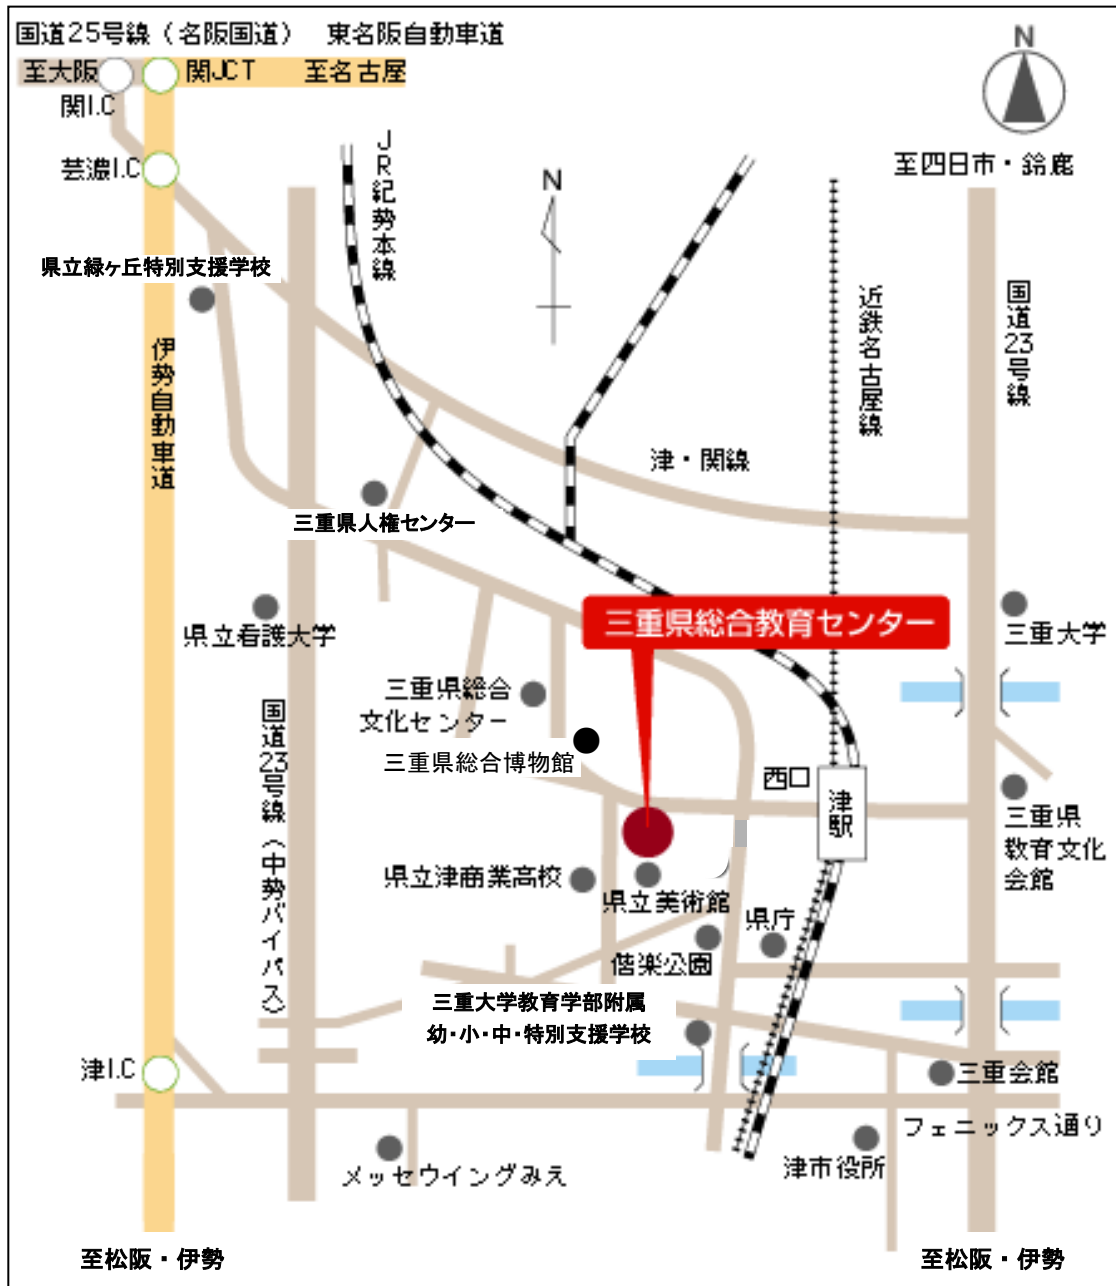 国道25号線（名阪国道）　東名阪自動車道
至大阪
関JCT
至名古屋
関I.C
芸濃I.C
N
N
JR紀勢本線
至四日市・鈴鹿
県立緑ヶ丘特別支援学校
近鉄名古屋線
国道23号線
伊勢自動車道
津・関線
三重県人権センター
三重県総合教育センター
県立看護大学
三重大学
三重県総合
文化センター
国道23号線（中勢バイパス）
三重県総合博物館
西口
津駅
三重県
教育文化
会館
県立津商業高校
県立美術館
県庁
偕楽公園
三重大学教育学部附属
幼・小・中・特別支援学校
津I.C
三重会館
フェニックス通り
メッセウイングみえ
津市役所
至松阪・伊勢
至松阪・伊勢